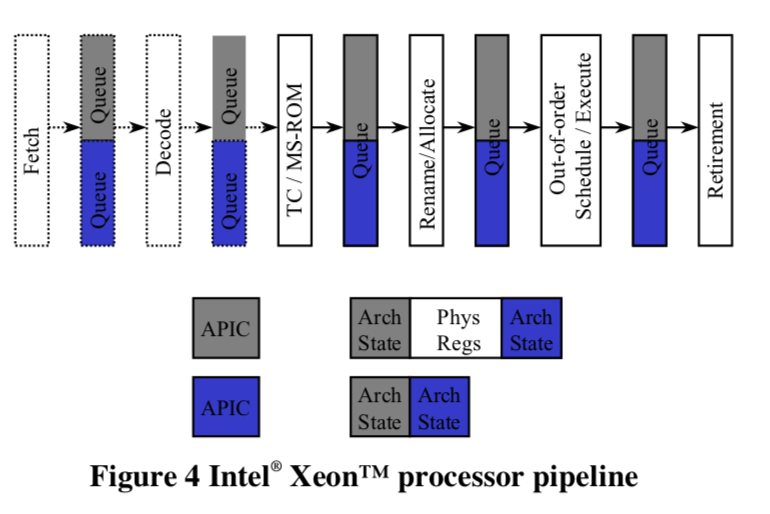 Fetch
Queue
Queue
Decode
Queue
Queue
TC / MS-ROM
Queue
Rename/Allocate
Queue
Out-of-order
Schedule / Execute
Queue
Retirement
APIC
Arch
State
Phys
Regs
Arch
State
APIC
Arch
State
Arch
State
Figure 4 Intel® Xeon™ processor pipeline